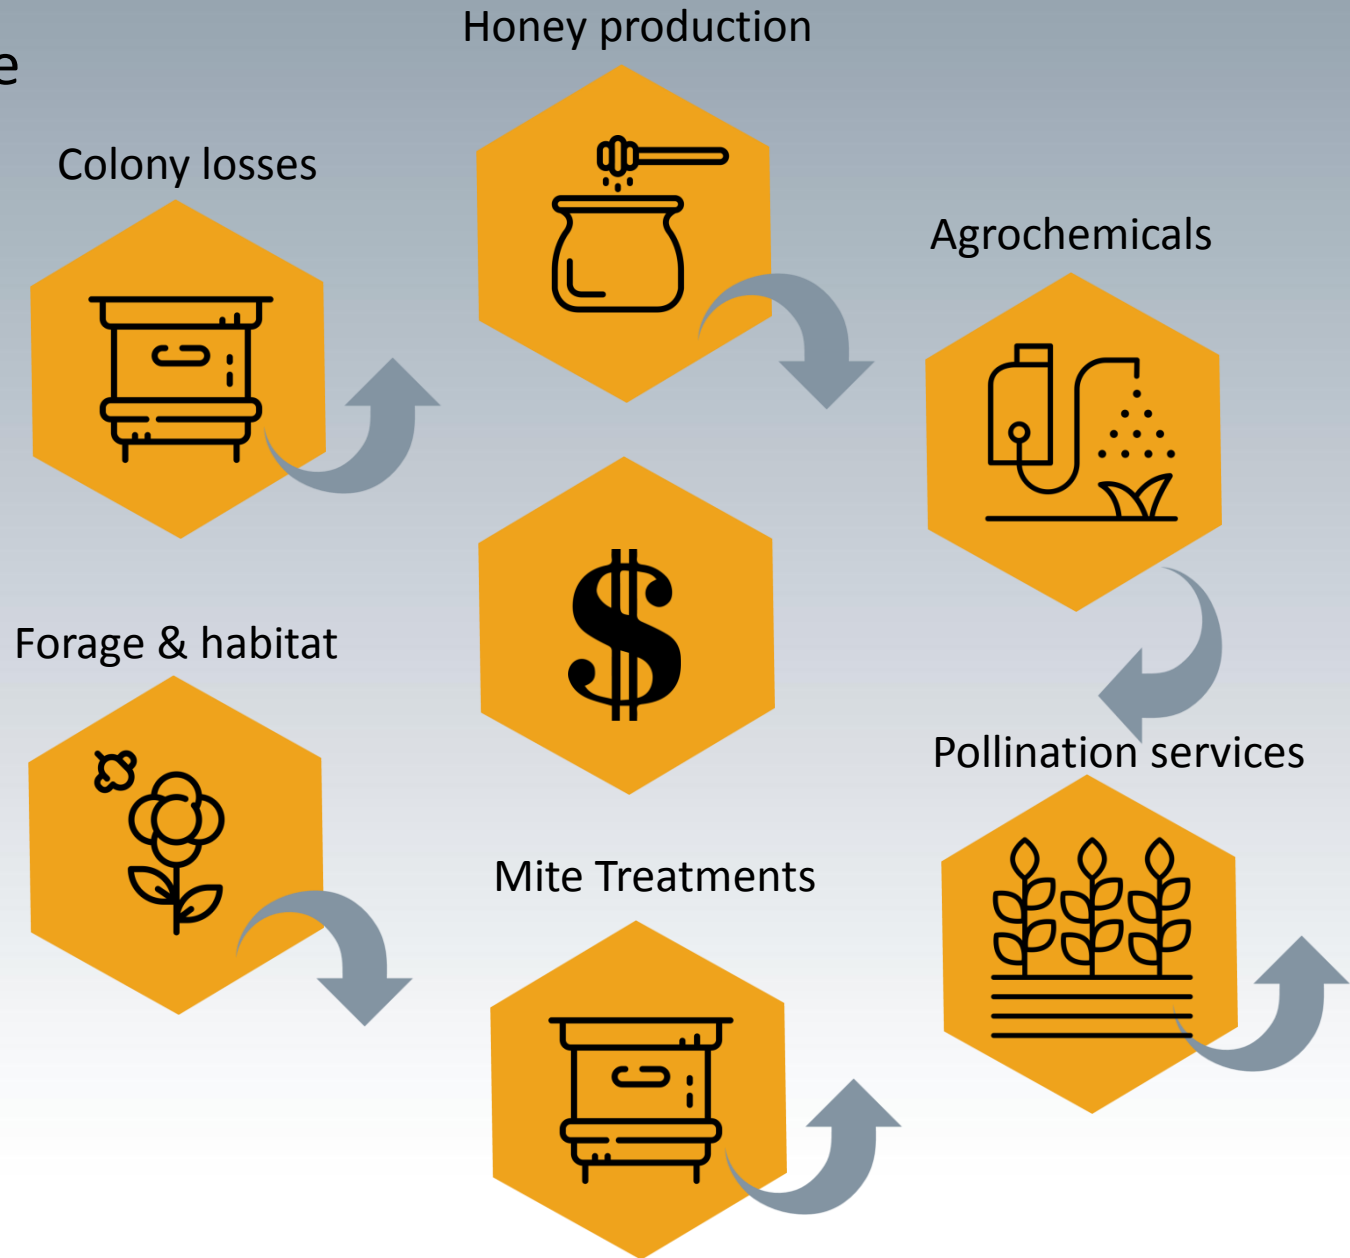 Honey production
e
Colony losses
Agrochemicals
$
Forage & habitat
Pollination services
Mite Treatments